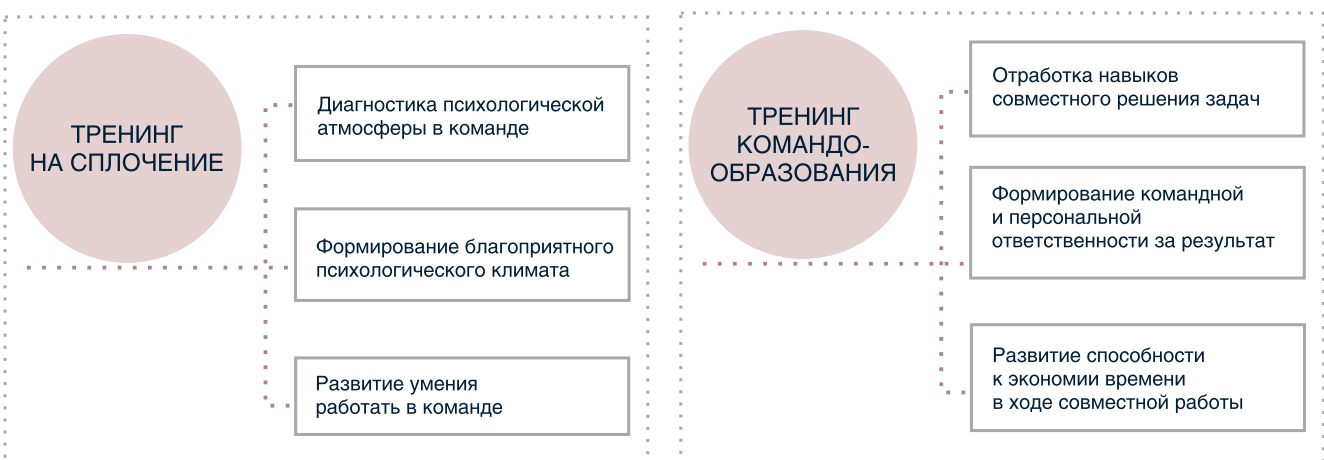 ТРЕНИНГ
НА СПЛОЧЕНИЕ
Диагностика психологической
атмосферы в команде
Формирование благоприятного
психологического климата
Развитие умения
работать в команде
ТРЕНИНГ
КОМАНДО-
ОБРАЗОВАНИЯ
Отработка навыков
совместного решения задач
Формирование командной
и персональной
ответственности за результат
Развитие способности
к экономии времени
в ходе совместной работы